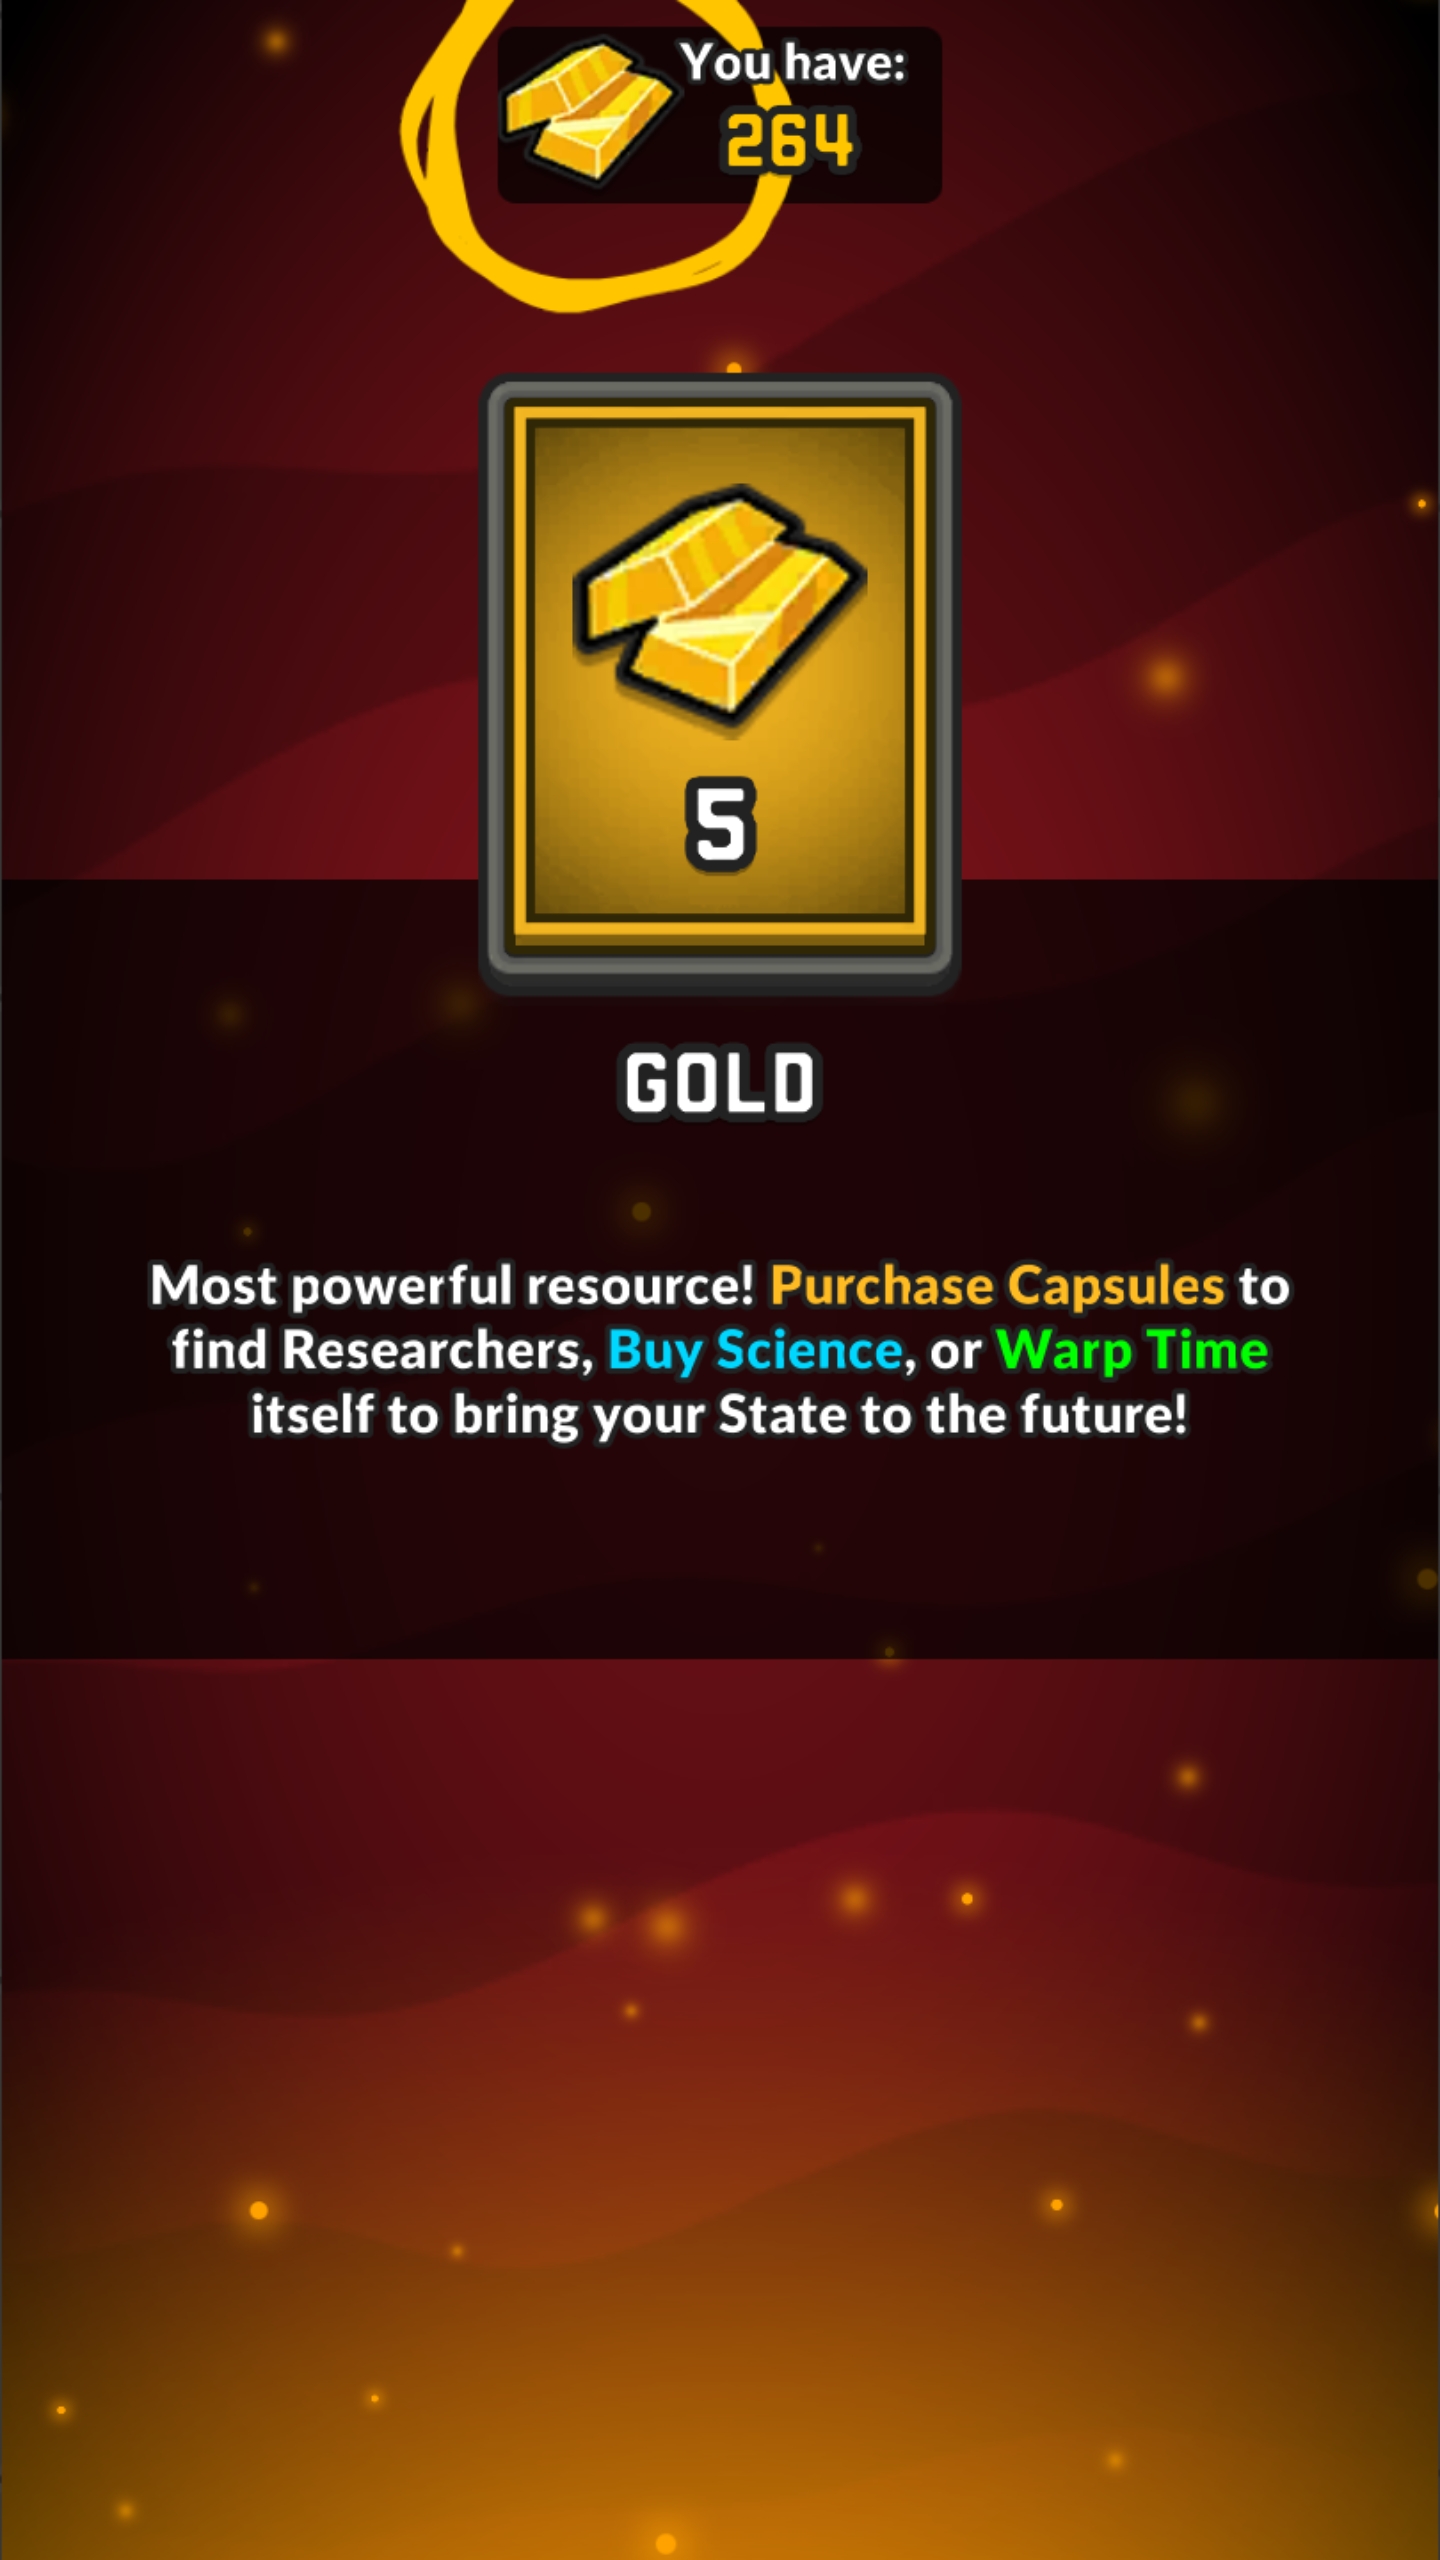 You have:
264
5
GOLD
Most powerful resource! Purchase Capsules to
find Researchers, Buy Science, or Warp Time
itself to bring your State to the future!